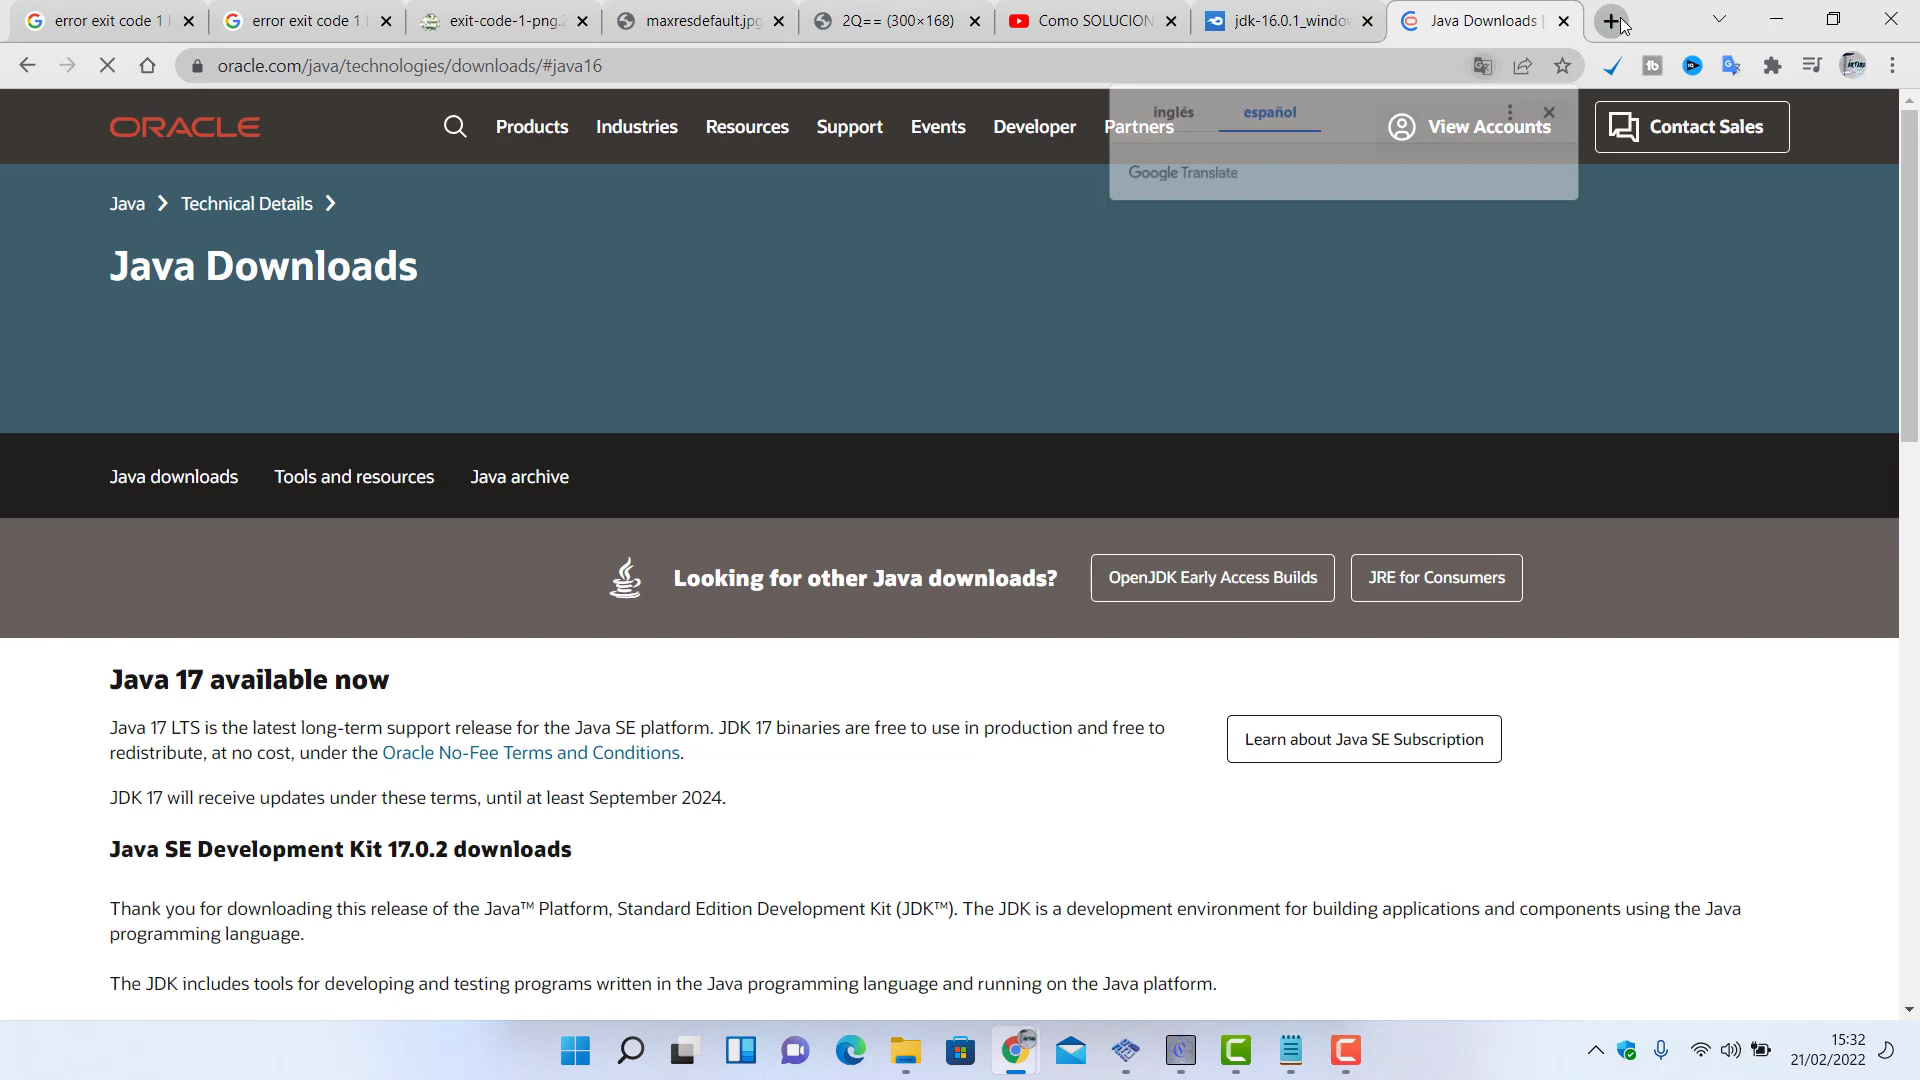 error exit code 1
error exit code 1
exit-code-1-png.
maxresdefault.jpg
2Q== (300×168)
Como SOLUCION
jdk-16.0.1_windo
Java Downloads |
oracle.com/java/technologies/downloads/#java16
inglés
español
Google Translate
ORACLE
Products
Industries
Resources
Support
Events
Developer
Partners
View Accounts
Contact Sales
Java
Technical Details
Java Downloads
Java downloads
Tools and resources
Java archive
Looking for other Java downloads?
OpenJDK Early Access Builds
JRE for Consumers
Java 17 available now
Java 17 LTS is the latest long-term support release for the Java SE platform. JDK 17 binaries are free to use in production and free to
redistribute, at no cost, under the Oracle No-Fee Terms and Conditions.
Learn about Java SE Subscription
JDK 17 will receive updates under these terms, until at least September 2024.
Java SE Development Kit 17.0.2 downloads
Thank you for downloading this release of the Java™ Platform, Standard Edition Development Kit (JDK™). The JDK is a development environment for building applications and components using the Java
programming language.
The JDK includes tools for developing and testing programs written in the Java programming language and running on the Java platform.
15:32
21/02/2022